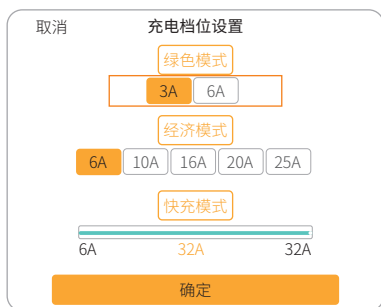 取消 充电档位设置
绿色模式
3A 6A
经济模式
6A 10A 16A 20A 25A
快充模式
6A 32A 32A
确定